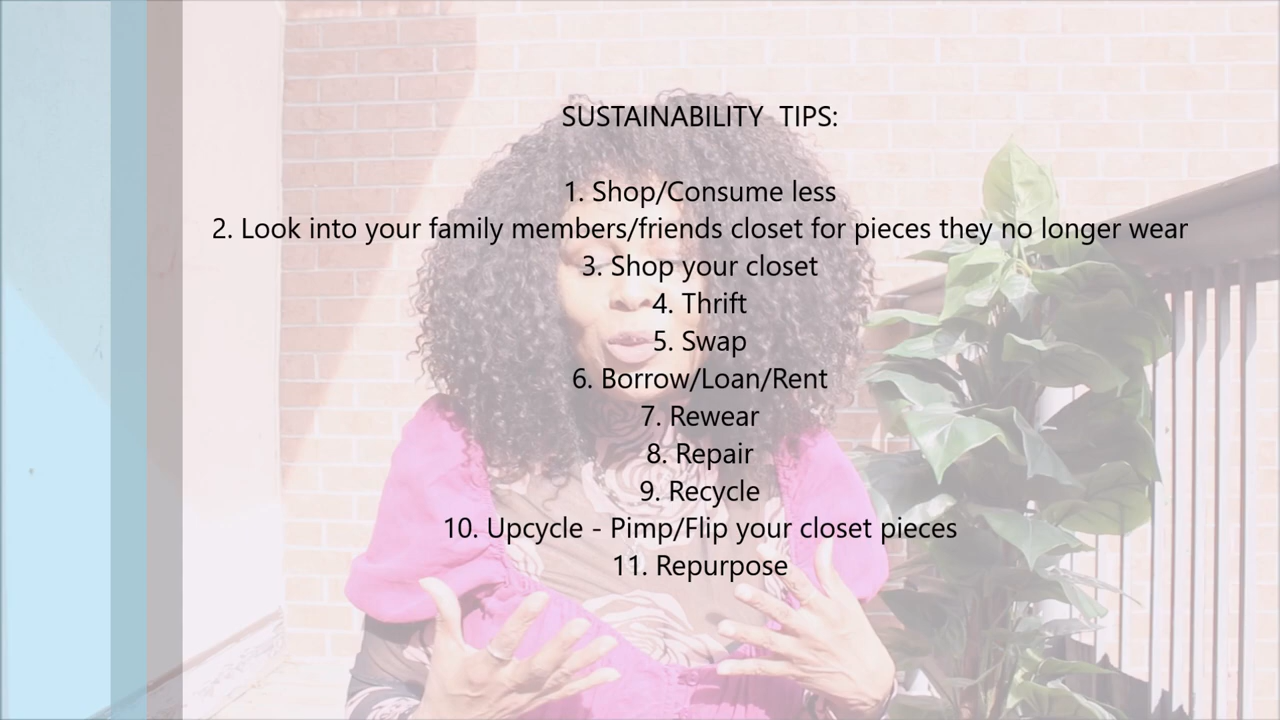 SUSTAINABILITY  TIPS:
1. Shop/Consume less
2. Look into your family members/friends closet for pieces they no longer wear
3. Shop your closet
4. Thrift
5. Swap
6. Borrow/Loan/Rent
7. Rewear
8. Repair
9. Recycle
10. Upcycle - Pimp/Flip your closet pieces
11. Repurpose